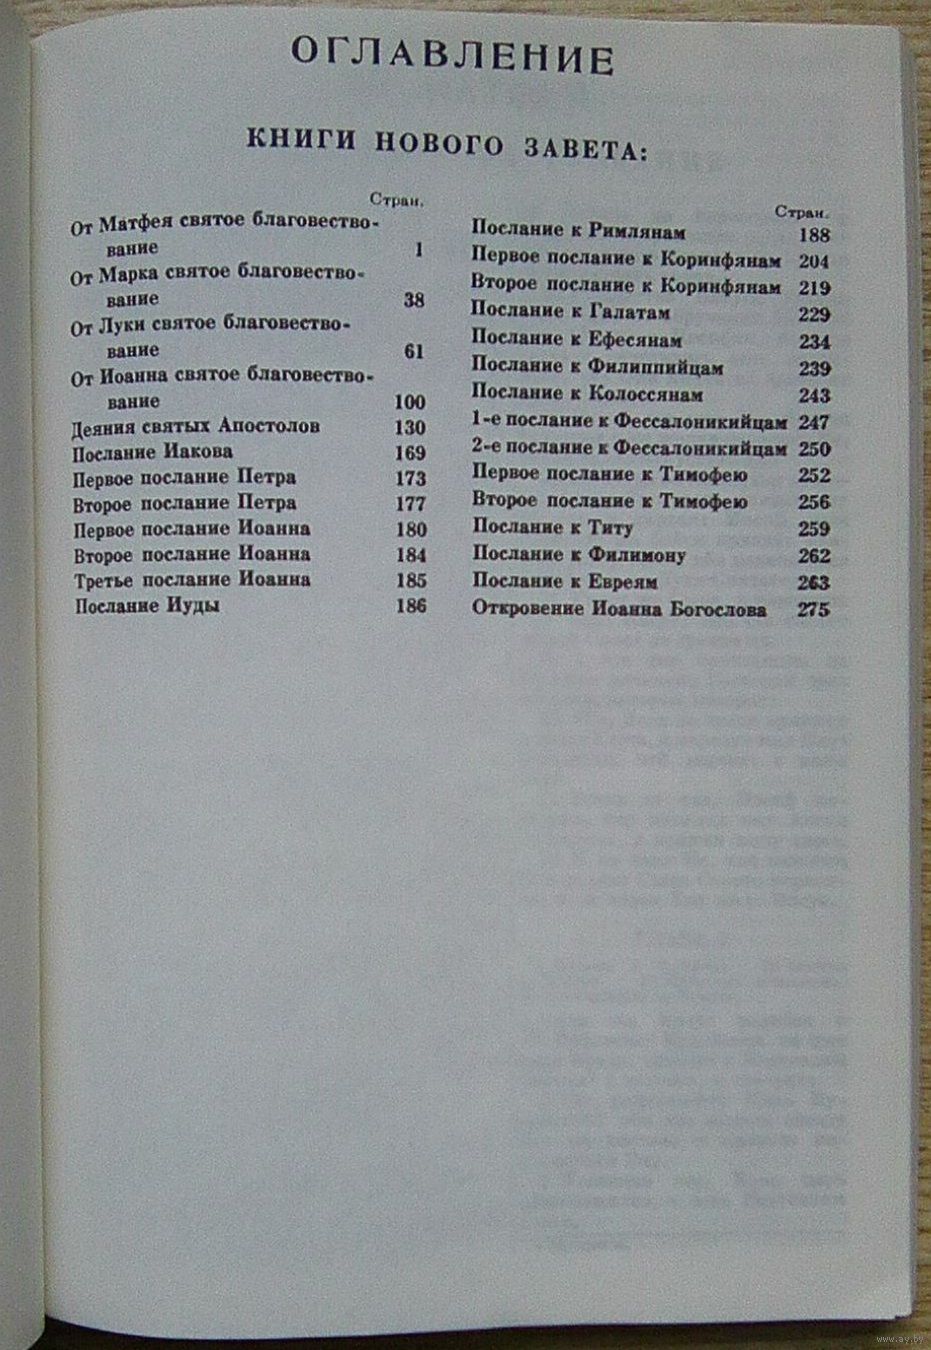 ОГЛАВЛЕНИЕ
КНИГИ НОВОГО ЗАВЕТА:
Стран.
От Матфея святое благовество-
вание 1
От Марка святое благовество-
вание 38
От Луки святое благовество-
вание 61
От Иоанна святое благовество-
вание 100
Деяния святых Апостолов 130
Послание Иакова 169
Первое послание Петра 173
Второе послание Петра 177
Первое послание Иоанна 180
Второе послание Иоанна 184
Третье послание Иоанна 185
Послание Иуды 186
Стран.
Послание к Римлянам 188
Первое послание к Коринфянам 204
Второе послание к Коринфянам 219
Послание к Галатам 229
Послание к Ефесянам 234
Послание к Филиппийцам 239
Послание к Колоссянам 243
1-е послание к Фессалоникийцам 247
2-е послание к Фессалоникийцам 250
Первое послание к Тимофею 252
Второе послание к Тимофею 256
Послание к Титу 259
Послание к Филимону 262
Послание к Евреям 263
Откровение Иоанна Богослова 275
www.ay.by